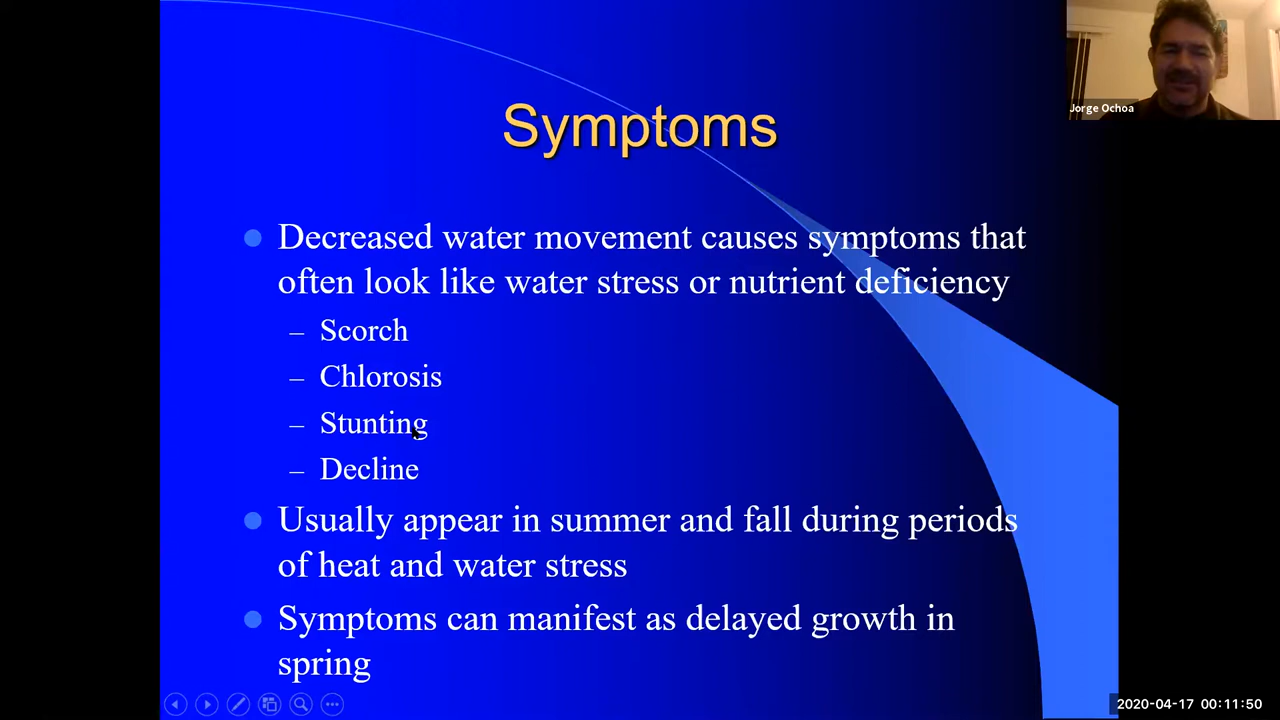 Jorge Ochoa
Symptoms
Decreased water movement causes symptoms that
often look like water stress or nutrient deficiency
– Scorch
– Chlorosis
– Stunting
– Decline
Usually appear in summer and fall during periods
of heat and water stress
Symptoms can manifest as delayed growth in
spring
2020-04-17 00:11:50